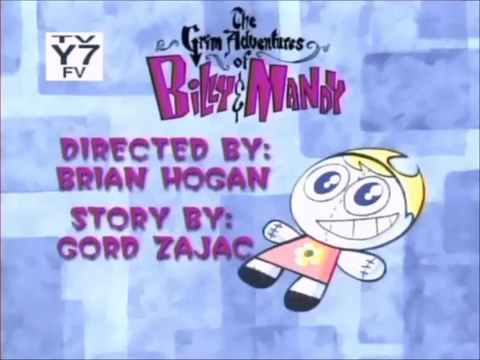 TV
Y7
FV
The
Grim Adventures
of
Billy & Mandy
DIRECTED BY:
BRIAN HOGAN
STORY BY:
GORD ZAJAC